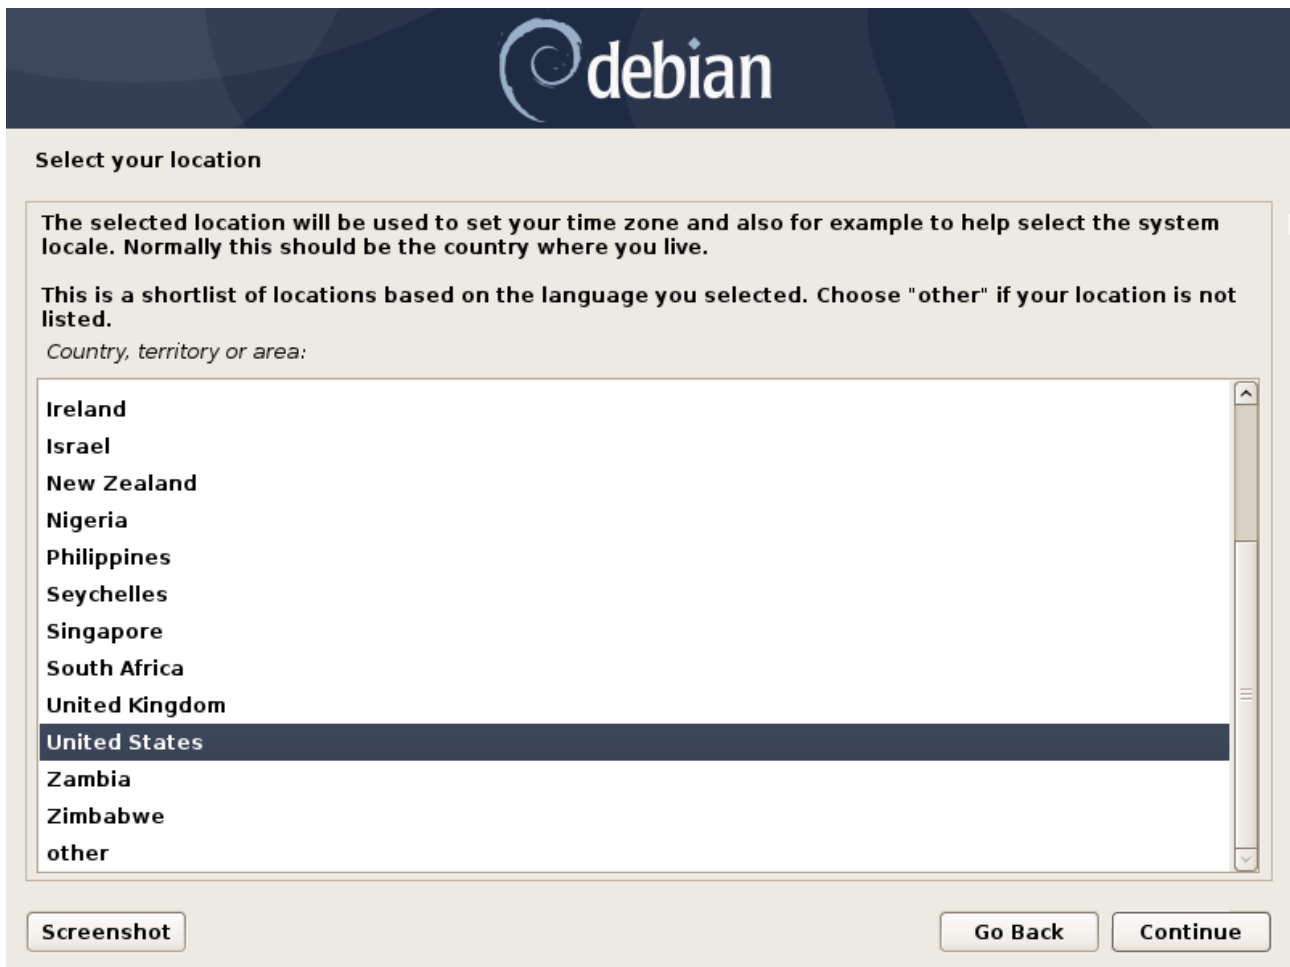 debian
Select your location
The selected location will be used to set your time zone and also for example to help select the system
locale. Normally this should be the country where you live.
This is a shortlist of locations based on the language you selected. Choose "other" if your location is not
listed.
Country, territory or area:
Ireland
Israel
New Zealand
Nigeria
Philippines
Seychelles
Singapore
South Africa
United Kingdom
United States
Zambia
Zimbabwe
other
Screenshot
Go Back
Continue